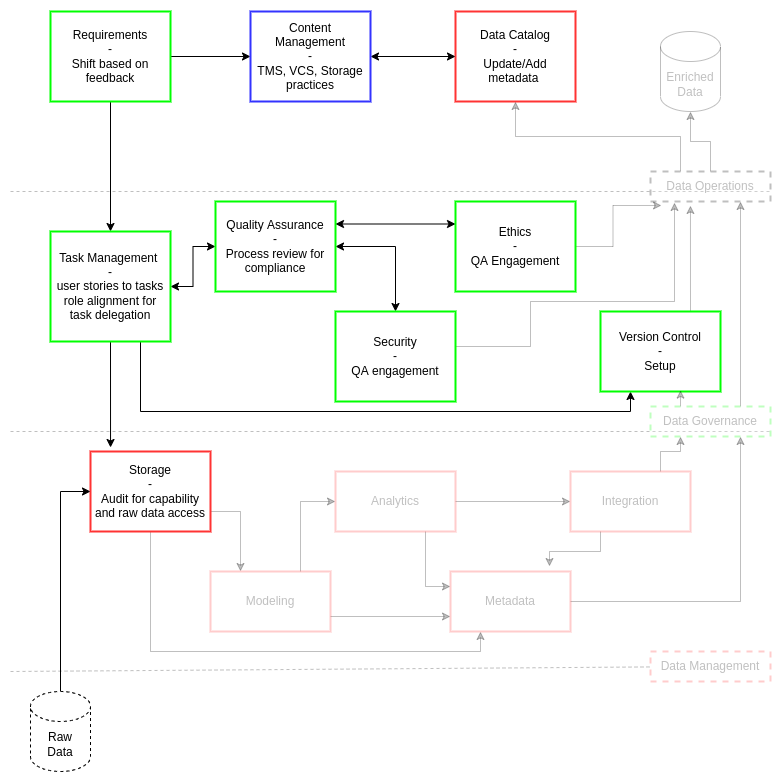 Requirements
-
Shift based on
feedback
Content
Management
-
TMS, VCS, Storage
practices
Data Catalog
-
Update/Add
metadata
Enriched
Data
Data Operations
Quality Assurance
-
Process review for
compliance
Ethics
-
QA Engagement
Task Management
-
user stories to tasks
role alignment for
task delegation
Security
-
QA engagement
Version Control
-
Setup
Data Governance
Storage
-
Audit for capability
and raw data access
Analytics
Integration
Modeling
Metadata
Data Management
Raw
Data